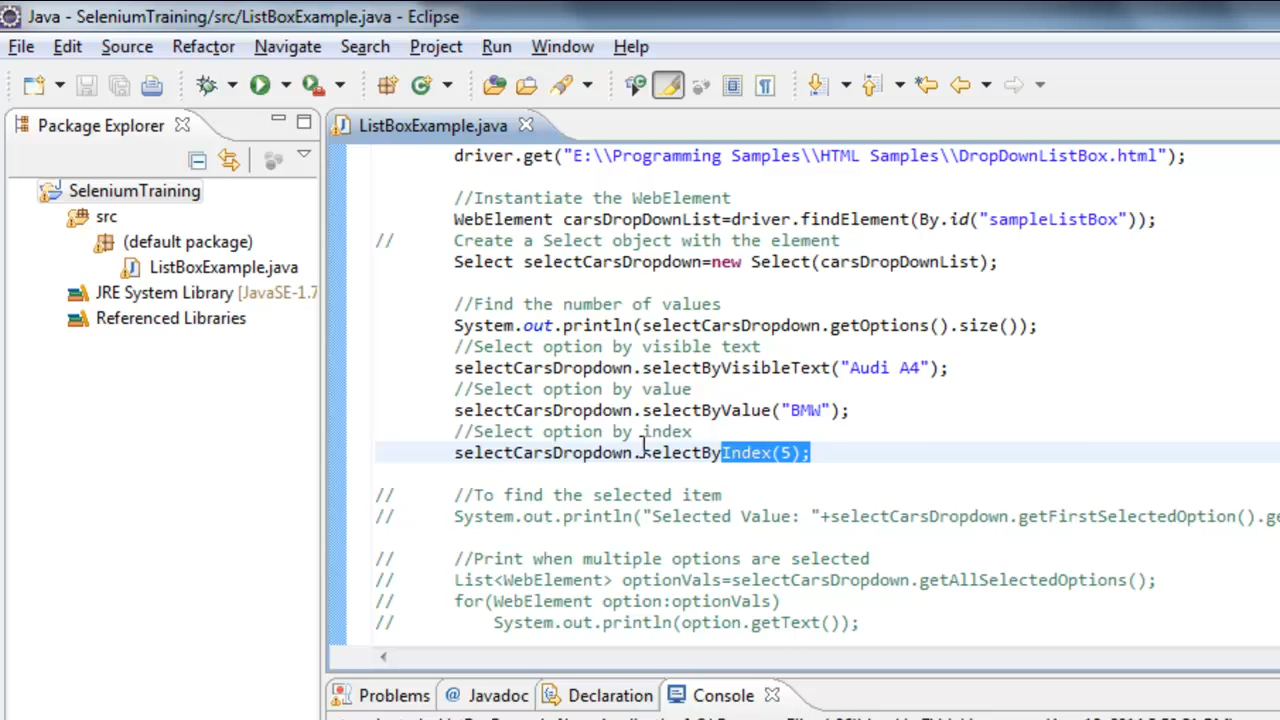 Java - SeleniumTraining/src/ListBoxExample.java - Eclipse
File Edit Source Refactor Navigate Search Project Run Window Help
Package Explorer
SeleniumTraining
src
(default package)
ListBoxExample.java
JRE System Library [JavaSE-1.7
Referenced Libraries
ListBoxExample.java
driver.get("E:\\Programming Samples\\HTML Samples\\DropDownListBox.html");
//Instantiate the WebElement
WebElement carsDropDownList=driver.findElement(By.id("sampleListBox"));
// Create a Select object with the element
Select selectCarsDropdown=new Select(carsDropDownList);
//Find the number of values
System.out.println(selectCarsDropdown.getOptions().size());
//Select option by visible text
selectCarsDropdown.selectByVisibleText("Audi A4");
//Select option by value
selectCarsDropdown.selectByValue("BMW");
//Select option by index
selectCarsDropdown.selectByIndex(5);
// //To find the selected item
// System.out.println("Selected Value: "+selectCarsDropdown.getFirstSelectedOption().ge
// //Print when multiple options are selected
// List<WebElement> optionVals=selectCarsDropdown.getAllSelectedOptions();
// for(WebElement option:optionVals)
// System.out.println(option.getText());
Problems @ Javadoc Declaration Console